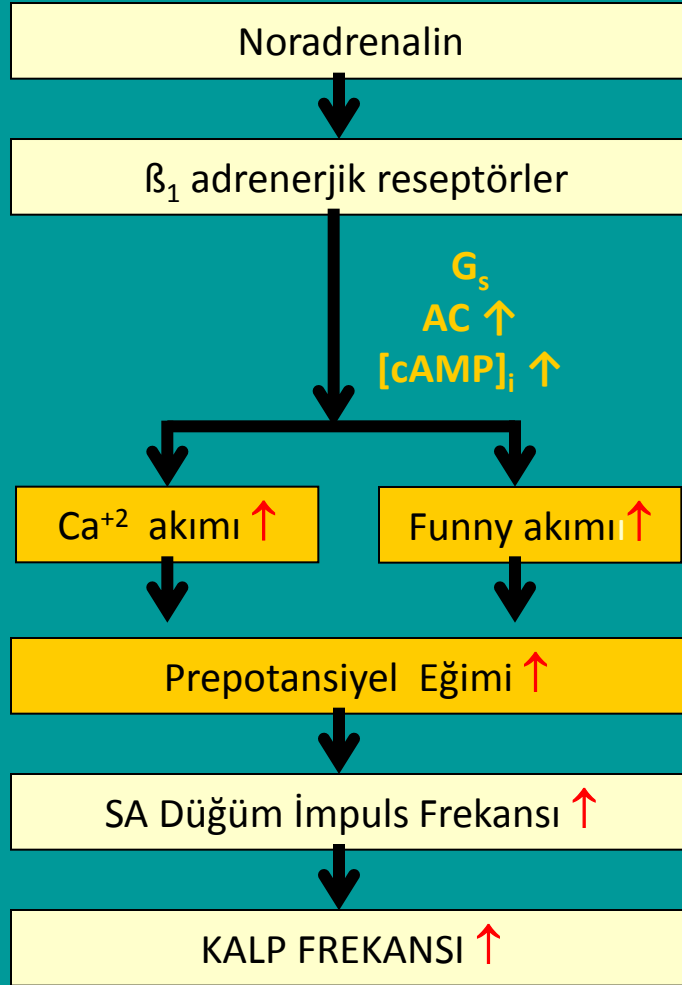 Noradrenalin
ß₁ adrenerjik reseptörler
Gₛ
AC ↑
[cAMP]ᵢ ↑
Ca⁺² akımı ↑
Funny akımıı ↑
Prepotansiyel Eğimi ↑
SA Düğüm İmpuls Frekansı ↑
KALP FREKANSI ↑